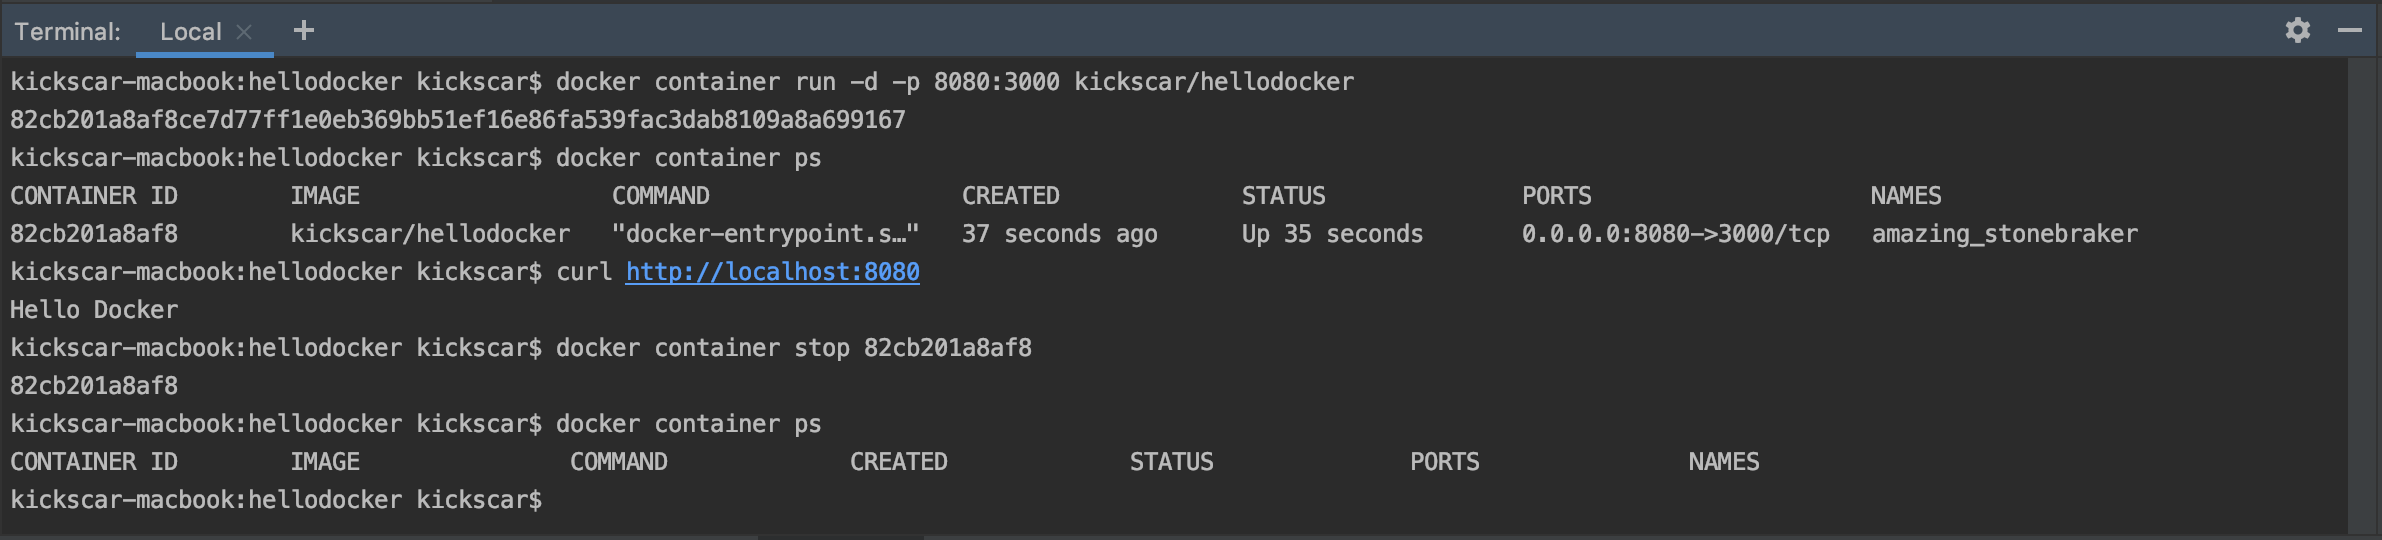 Terminal: Local × +
kickscar-macbook:hellodocker kickscar$ docker container run -d -p 8080:3000 kickscar/hellodocker
82cb201a8af8ce7d77ff1e0eb369bb51ef16e86fa539fac3dab8109a8a699167
kickscar-macbook:hellodocker kickscar$ docker container ps
CONTAINER ID        IMAGE                  COMMAND                  CREATED             STATUS              PORTS                    NAMES
82cb201a8af8        kickscar/hellodocker   "docker-entrypoint.s…"   37 seconds ago      Up 35 seconds       0.0.0.0:8080->3000/tcp   amazing_stonebraker
kickscar-macbook:hellodocker kickscar$ curl http://localhost:8080
Hello Docker
kickscar-macbook:hellodocker kickscar$ docker container stop 82cb201a8af8
82cb201a8af8
kickscar-macbook:hellodocker kickscar$ docker container ps
CONTAINER ID        IMAGE               COMMAND             CREATED             STATUS              PORTS               NAMES
kickscar-macbook:hellodocker kickscar$